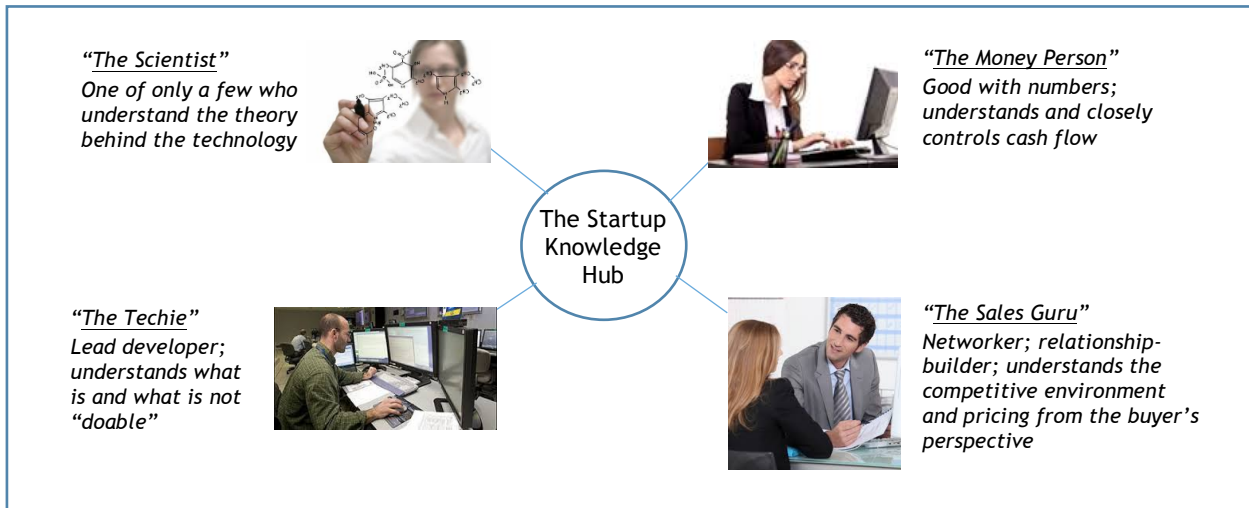 “The Scientist”
One of only a few who
understand the theory
behind the technology
“The Money Person”
Good with numbers;
understands and closely
controls cash flow
The Startup
Knowledge
Hub
“The Techie”
Lead developer;
understands what
is and what is not
“doable”
“The Sales Guru”
Networker; relationship-
builder; understands the
competitive environment
and pricing from the buyer’s
perspective